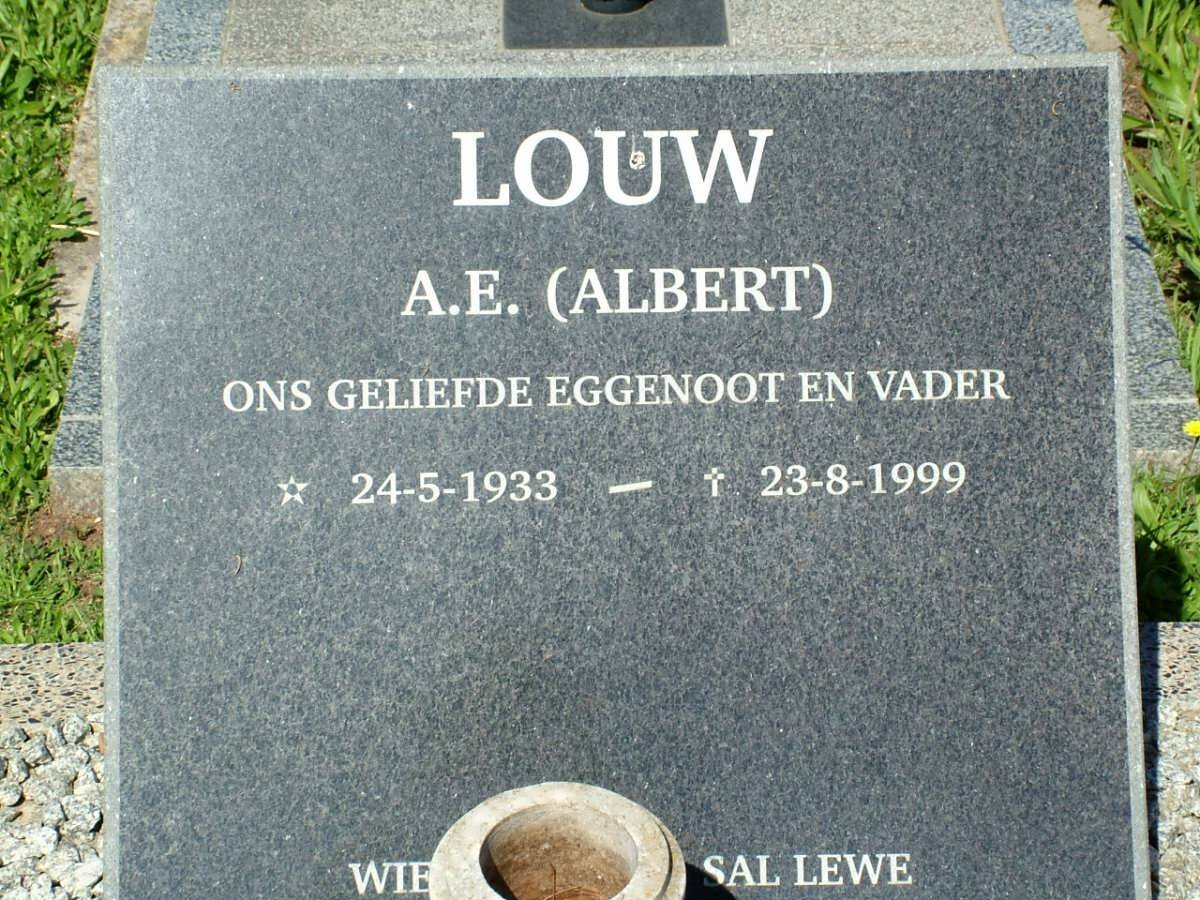 LOUW
A.E. (ALBERT)
ONS GELIEFDE EGGENOOT EN VADER
☆ 24-5-1933 — † 23-8-1999
WIE SAL LEWE